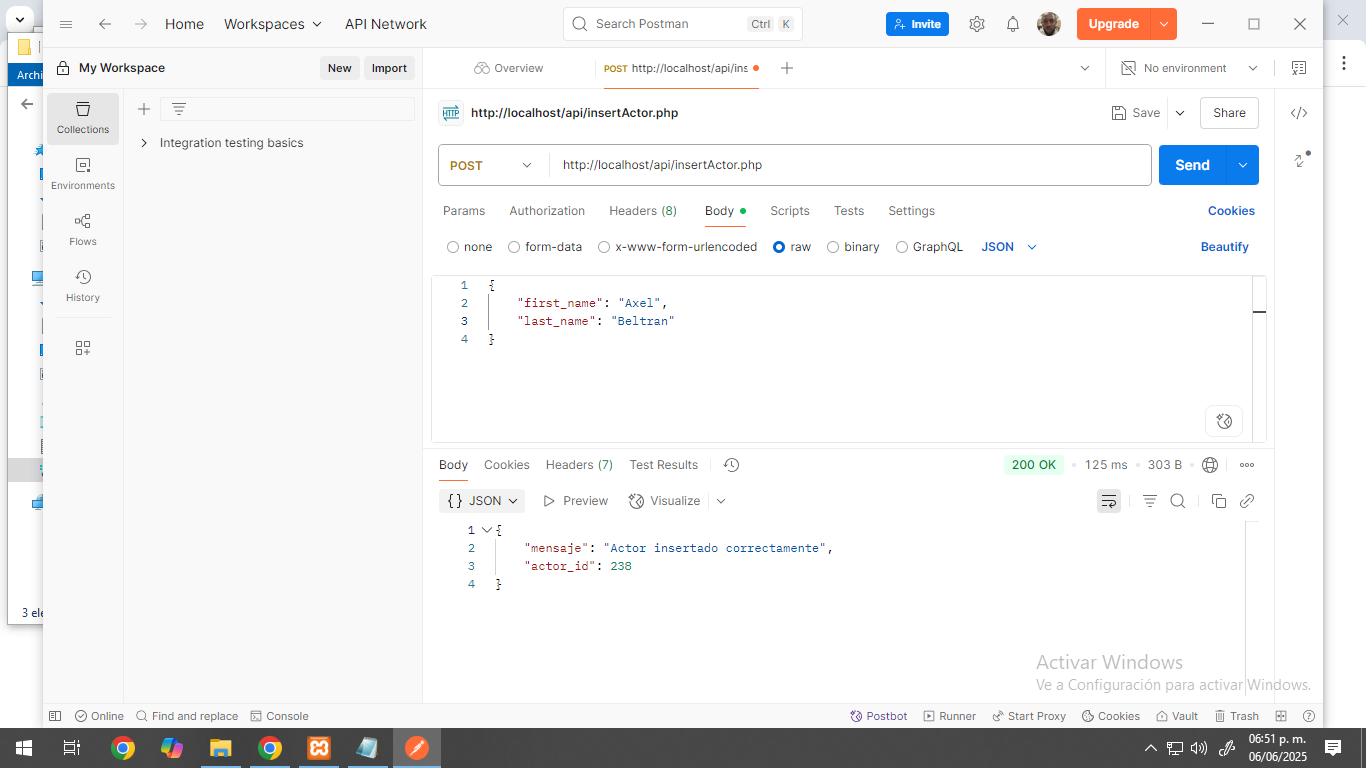 Home
Workspaces
API Network
Search Postman
Ctrl
K
Invite
Upgrade
Archi
My Workspace
New
Import
Overview
POST http://localhost/api/ins
No environment
Collections
Environments
Flows
History
Integration testing basics
HTTP
http://localhost/api/insertActor.php
Save
Share
POST
http://localhost/api/insertActor.php
Send
Params
Authorization
Headers (8)
Body
Scripts
Tests
Settings
Cookies
none
form-data
x-www-form-urlencoded
raw
binary
GraphQL
JSON
Beautify
1 {
2 "first_name": "Axel",
3 "last_name": "Beltran"
4 }
Body
Cookies
Headers (7)
Test Results
200 OK
125 ms
303 B
{} JSON
Preview
Visualize
1 {
2 "mensaje": "Actor insertado correctamente",
3 "actor_id": 238
4 }
3 ele
Activar Windows
Ve a Configuración para activar Windows.
Online
Find and replace
Console
Postbot
Runner
Start Proxy
Cookies
Vault
Trash
06:51 p. m.
06/06/2025